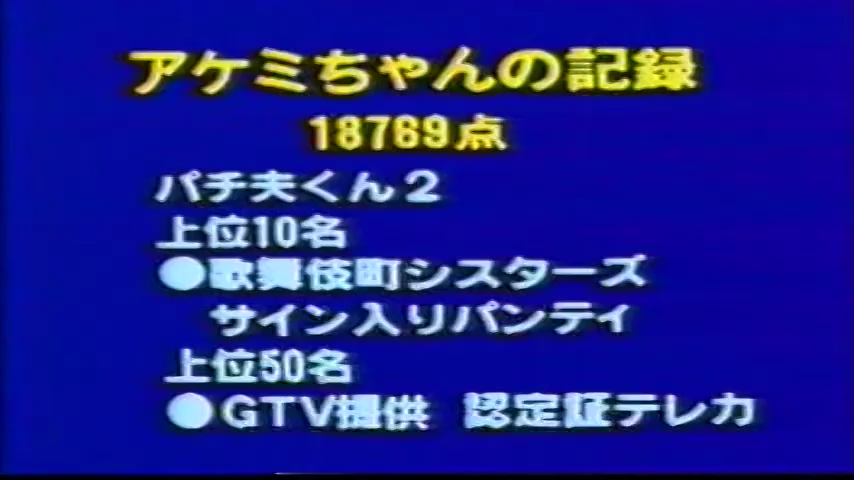 アケミちゃんの記録
18769点
パチ夫くん2
上位10名
●歌舞伎町シスターズ
サイン入りパンティ
上位50名
●GTV提供 認定証テレカ